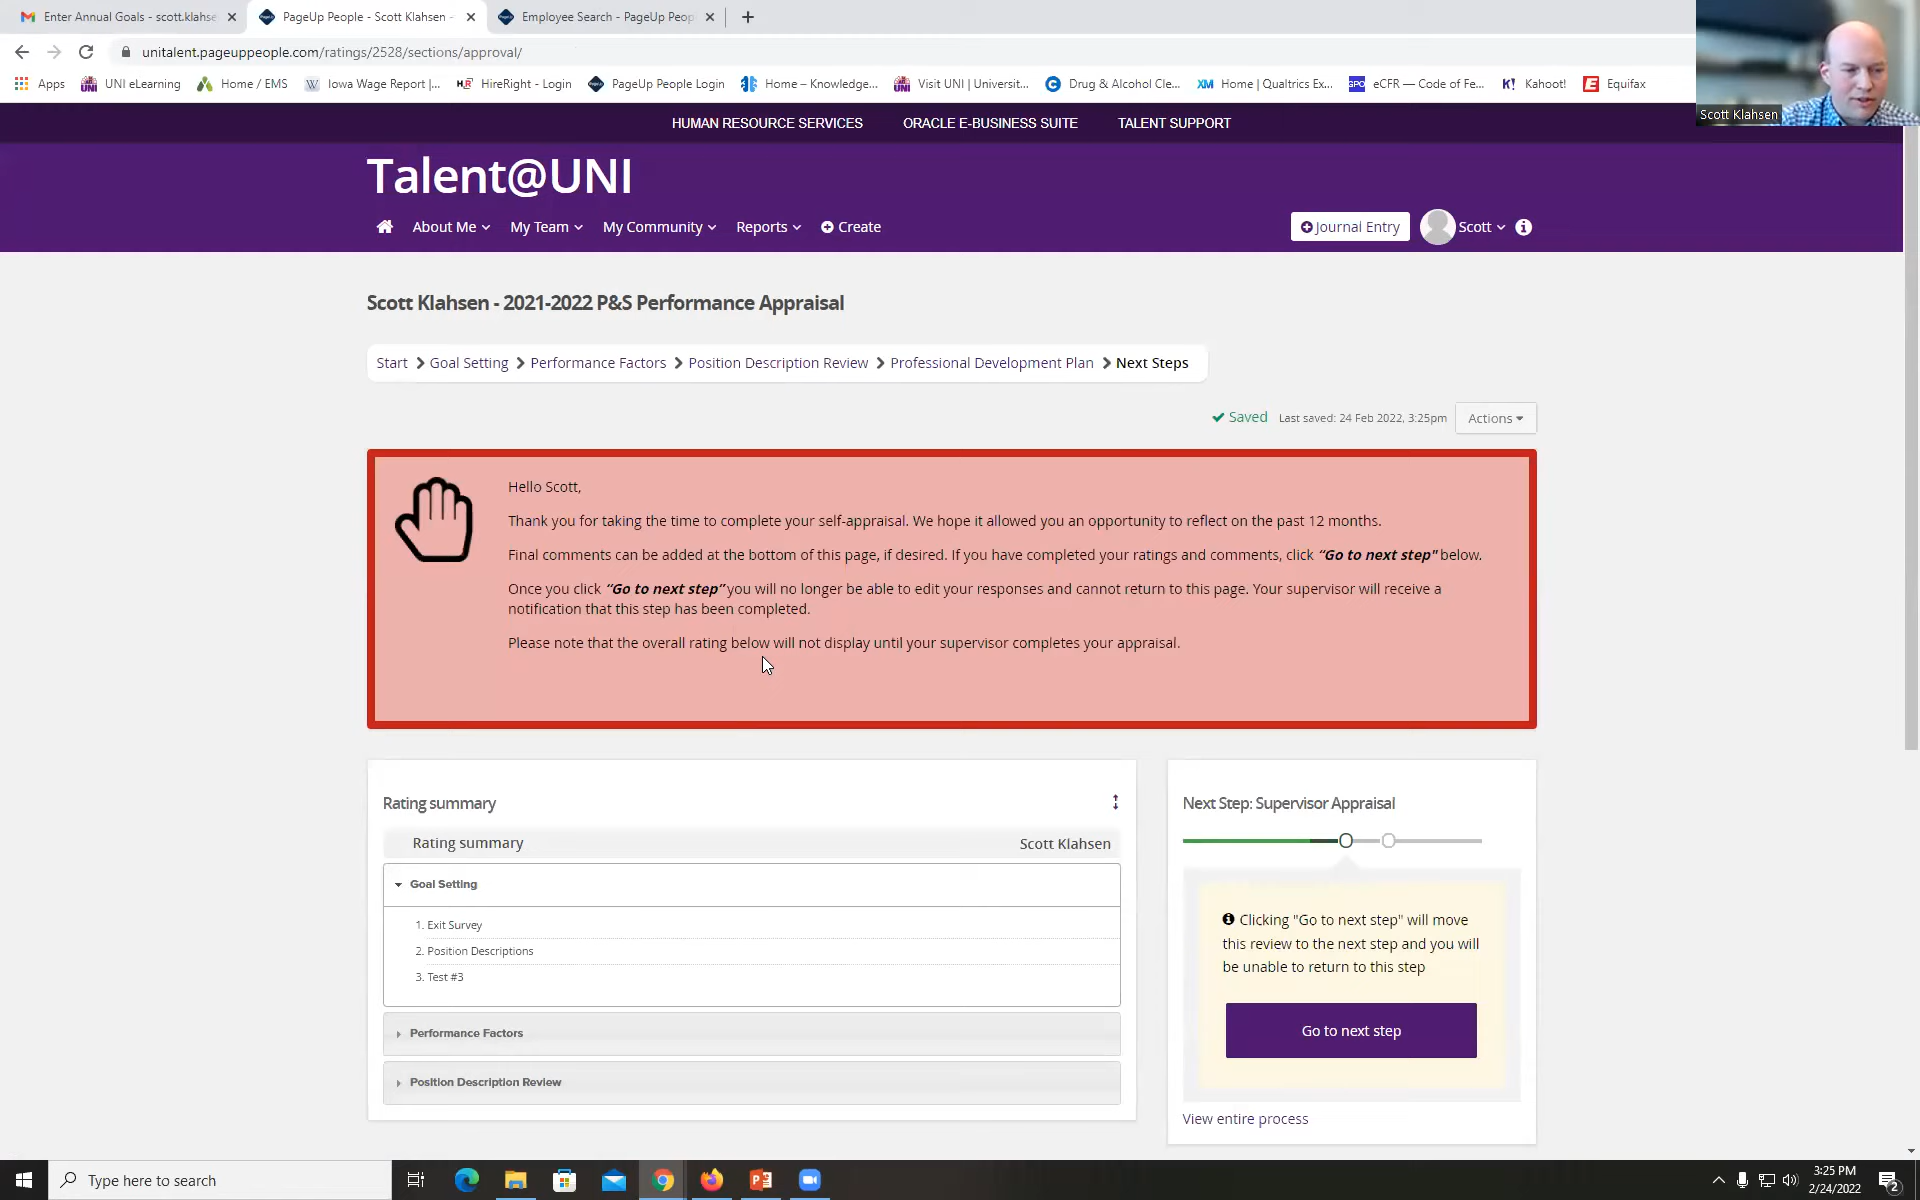 Enter Annual Goals - scott.klahse
PageUp People - Scott Klahsen -
Employee Search - PageUp Peop
unitalent.pageuppeople.com/ratings/2528/sections/approval/
Apps
UNI eLearning
Home / EMS
Iowa Wage Report |...
HireRight - Login
PageUp People Login
Home – Knowledge...
Visit UNI | Universit...
Drug & Alcohol Cle...
Home | Qualtrics Ex...
eCFR — Code of Fe...
Kahoot!
Equifax
Scott Klahsen
HUMAN RESOURCE SERVICES
ORACLE E-BUSINESS SUITE
TALENT SUPPORT
Talent@UNI
About Me
My Team
My Community
Reports
Create
Journal Entry
Scott
Scott Klahsen - 2021-2022 P&S Performance Appraisal
Start > Goal Setting > Performance Factors > Position Description Review > Professional Development Plan > Next Steps
Saved
Last saved: 24 Feb 2022, 3:25pm
Actions
Hello Scott,
Thank you for taking the time to complete your self-appraisal. We hope it allowed you an opportunity to reflect on the past 12 months.
Final comments can be added at the bottom of this page, if desired. If you have completed your ratings and comments, click “Go to next step" below.
Once you click “Go to next step” you will no longer be able to edit your responses and cannot return to this page. Your supervisor will receive a
notification that this step has been completed.
Please note that the overall rating below will not display until your supervisor completes your appraisal.
Rating summary
Rating summary
Scott Klahsen
Goal Setting
1. Exit Survey
2. Position Descriptions
3. Test #3
Performance Factors
Position Description Review
Next Step: Supervisor Appraisal
Clicking "Go to next step" will move
this review to the next step and you will
be unable to return to this step
Go to next step
View entire process
Type here to search
3:25 PM
2/24/2022
2